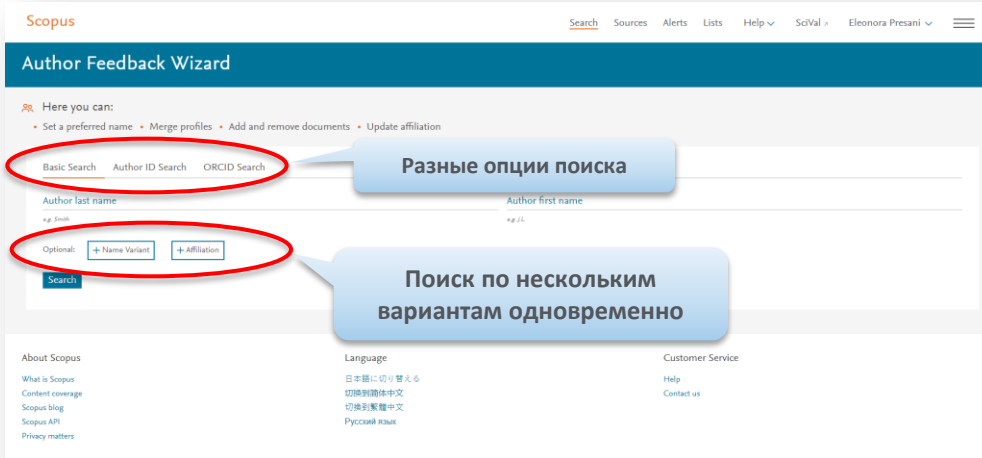 Scopus
Search Sources Alerts Lists Help SciVal Eleonora Presani
Author Feedback Wizard
Here you can:
• Set a preferred name • Merge profiles • Add and remove documents • Update affiliation
Basic Search Author ID Search ORCID Search
Разные опции поиска
Author last name Author first name
e.g. Smith e.g. J.L.
Optional: + Name Variant + Affiliation
Search
Поиск по нескольким
вариантам одновременно
About Scopus Language Customer Service
What is Scopus 日本語に切り替える Help
Content coverage 切换到简体中文 Contact us
Scopus blog 切換到繁體中文
Scopus API Русский язык
Privacy matters